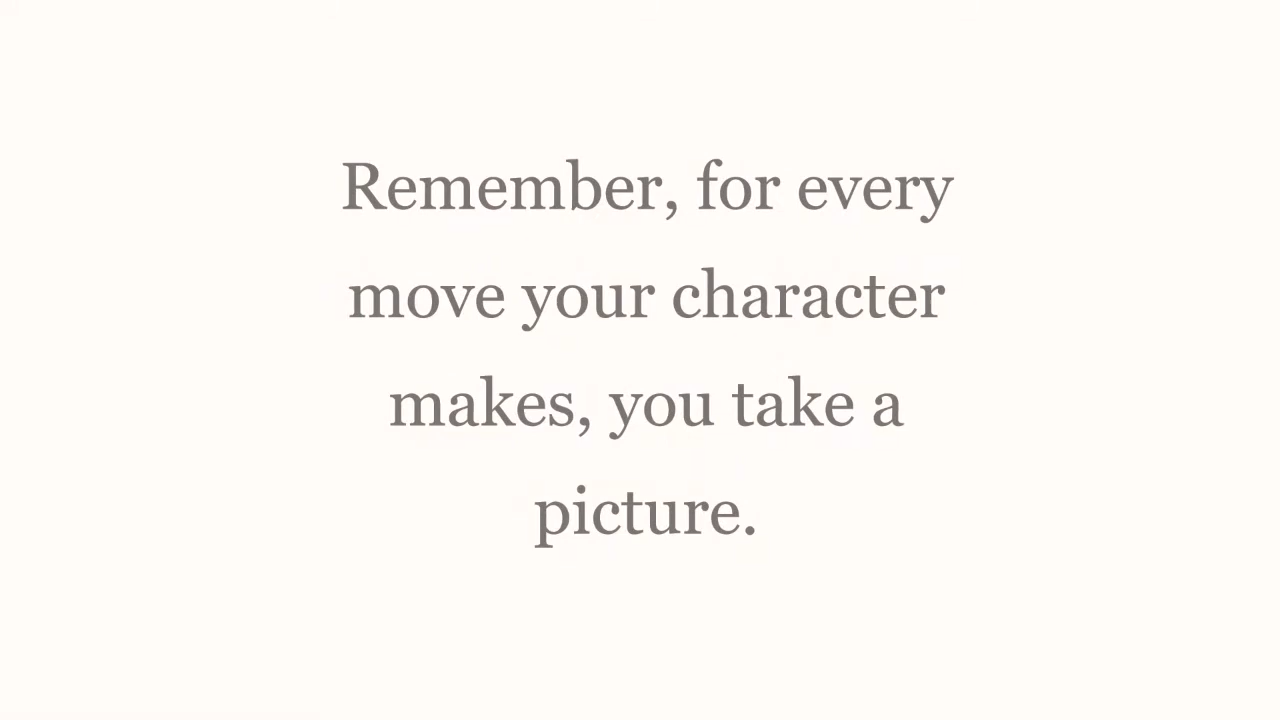 Remember, for every
move your character
makes, you take a
picture.